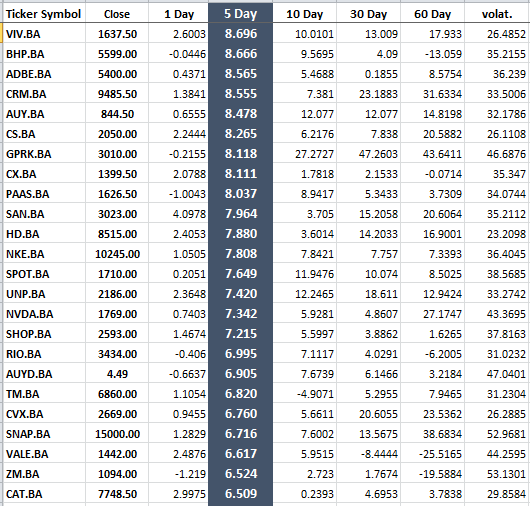 Ticker Symbol Close 1 Day 5 Day 10 Day 30 Day 60 Day volat.
VIV.BA 1637.50 2.6003 8.696 10.0101 13.009 17.933 26.4852
BHP.BA 5599.00 -0.0446 8.666 9.5695 4.09 -13.059 35.2155
ADBE.BA 5400.00 0.4371 8.565 5.4688 0.1855 8.5754 36.239
CRM.BA 9485.50 1.3841 8.555 7.381 23.1883 31.6334 33.5006
AUY.BA 844.50 0.6555 8.478 12.077 12.077 14.8198 32.1786
CS.BA 2050.00 2.2444 8.265 6.2176 7.838 20.5882 26.1108
GPRK.BA 3010.00 -0.2155 8.118 27.2727 47.2603 43.6411 46.6876
CX.BA 1399.50 2.0788 8.111 1.7818 2.1533 -0.0714 35.347
PAAS.BA 1626.50 -1.0043 8.037 8.9417 5.3433 3.7309 34.0744
SAN.BA 3023.00 4.0978 7.964 3.705 15.2058 20.6064 35.2112
HD.BA 8515.00 2.4053 7.880 3.6014 14.2033 16.9001 23.2098
NKE.BA 10245.00 1.0505 7.808 7.8421 7.757 7.3393 36.4045
SPOT.BA 1710.00 0.2051 7.649 11.9476 10.074 8.5025 38.5685
UNP.BA 2186.00 2.3648 7.420 12.2465 18.611 12.9424 33.2742
NVDA.BA 1769.00 0.7403 7.342 5.9281 4.8607 27.1747 43.3695
SHOP.BA 2593.00 1.4674 7.215 5.5997 3.8862 1.6265 37.8163
RIO.BA 3434.00 -0.406 6.995 7.1117 4.0291 -6.2005 31.0232
AUYD.BA 4.49 -0.6637 6.905 7.6739 6.1466 3.2184 47.0401
TM.BA 6860.00 1.1054 6.820 -4.9071 5.2955 7.9465 31.2304
CVX.BA 2669.00 0.9455 6.760 5.6611 20.6055 23.5362 26.2885
SNAP.BA 15000.00 1.2829 6.716 7.6002 13.5675 38.6834 52.9681
VALE.BA 1442.00 2.4876 6.617 5.9515 -8.4444 -25.5165 44.2595
ZM.BA 1094.00 -1.219 6.524 2.723 1.7674 -19.5884 53.1301
CAT.BA 7748.50 2.9975 6.509 0.2393 4.6953 3.7838 29.8584